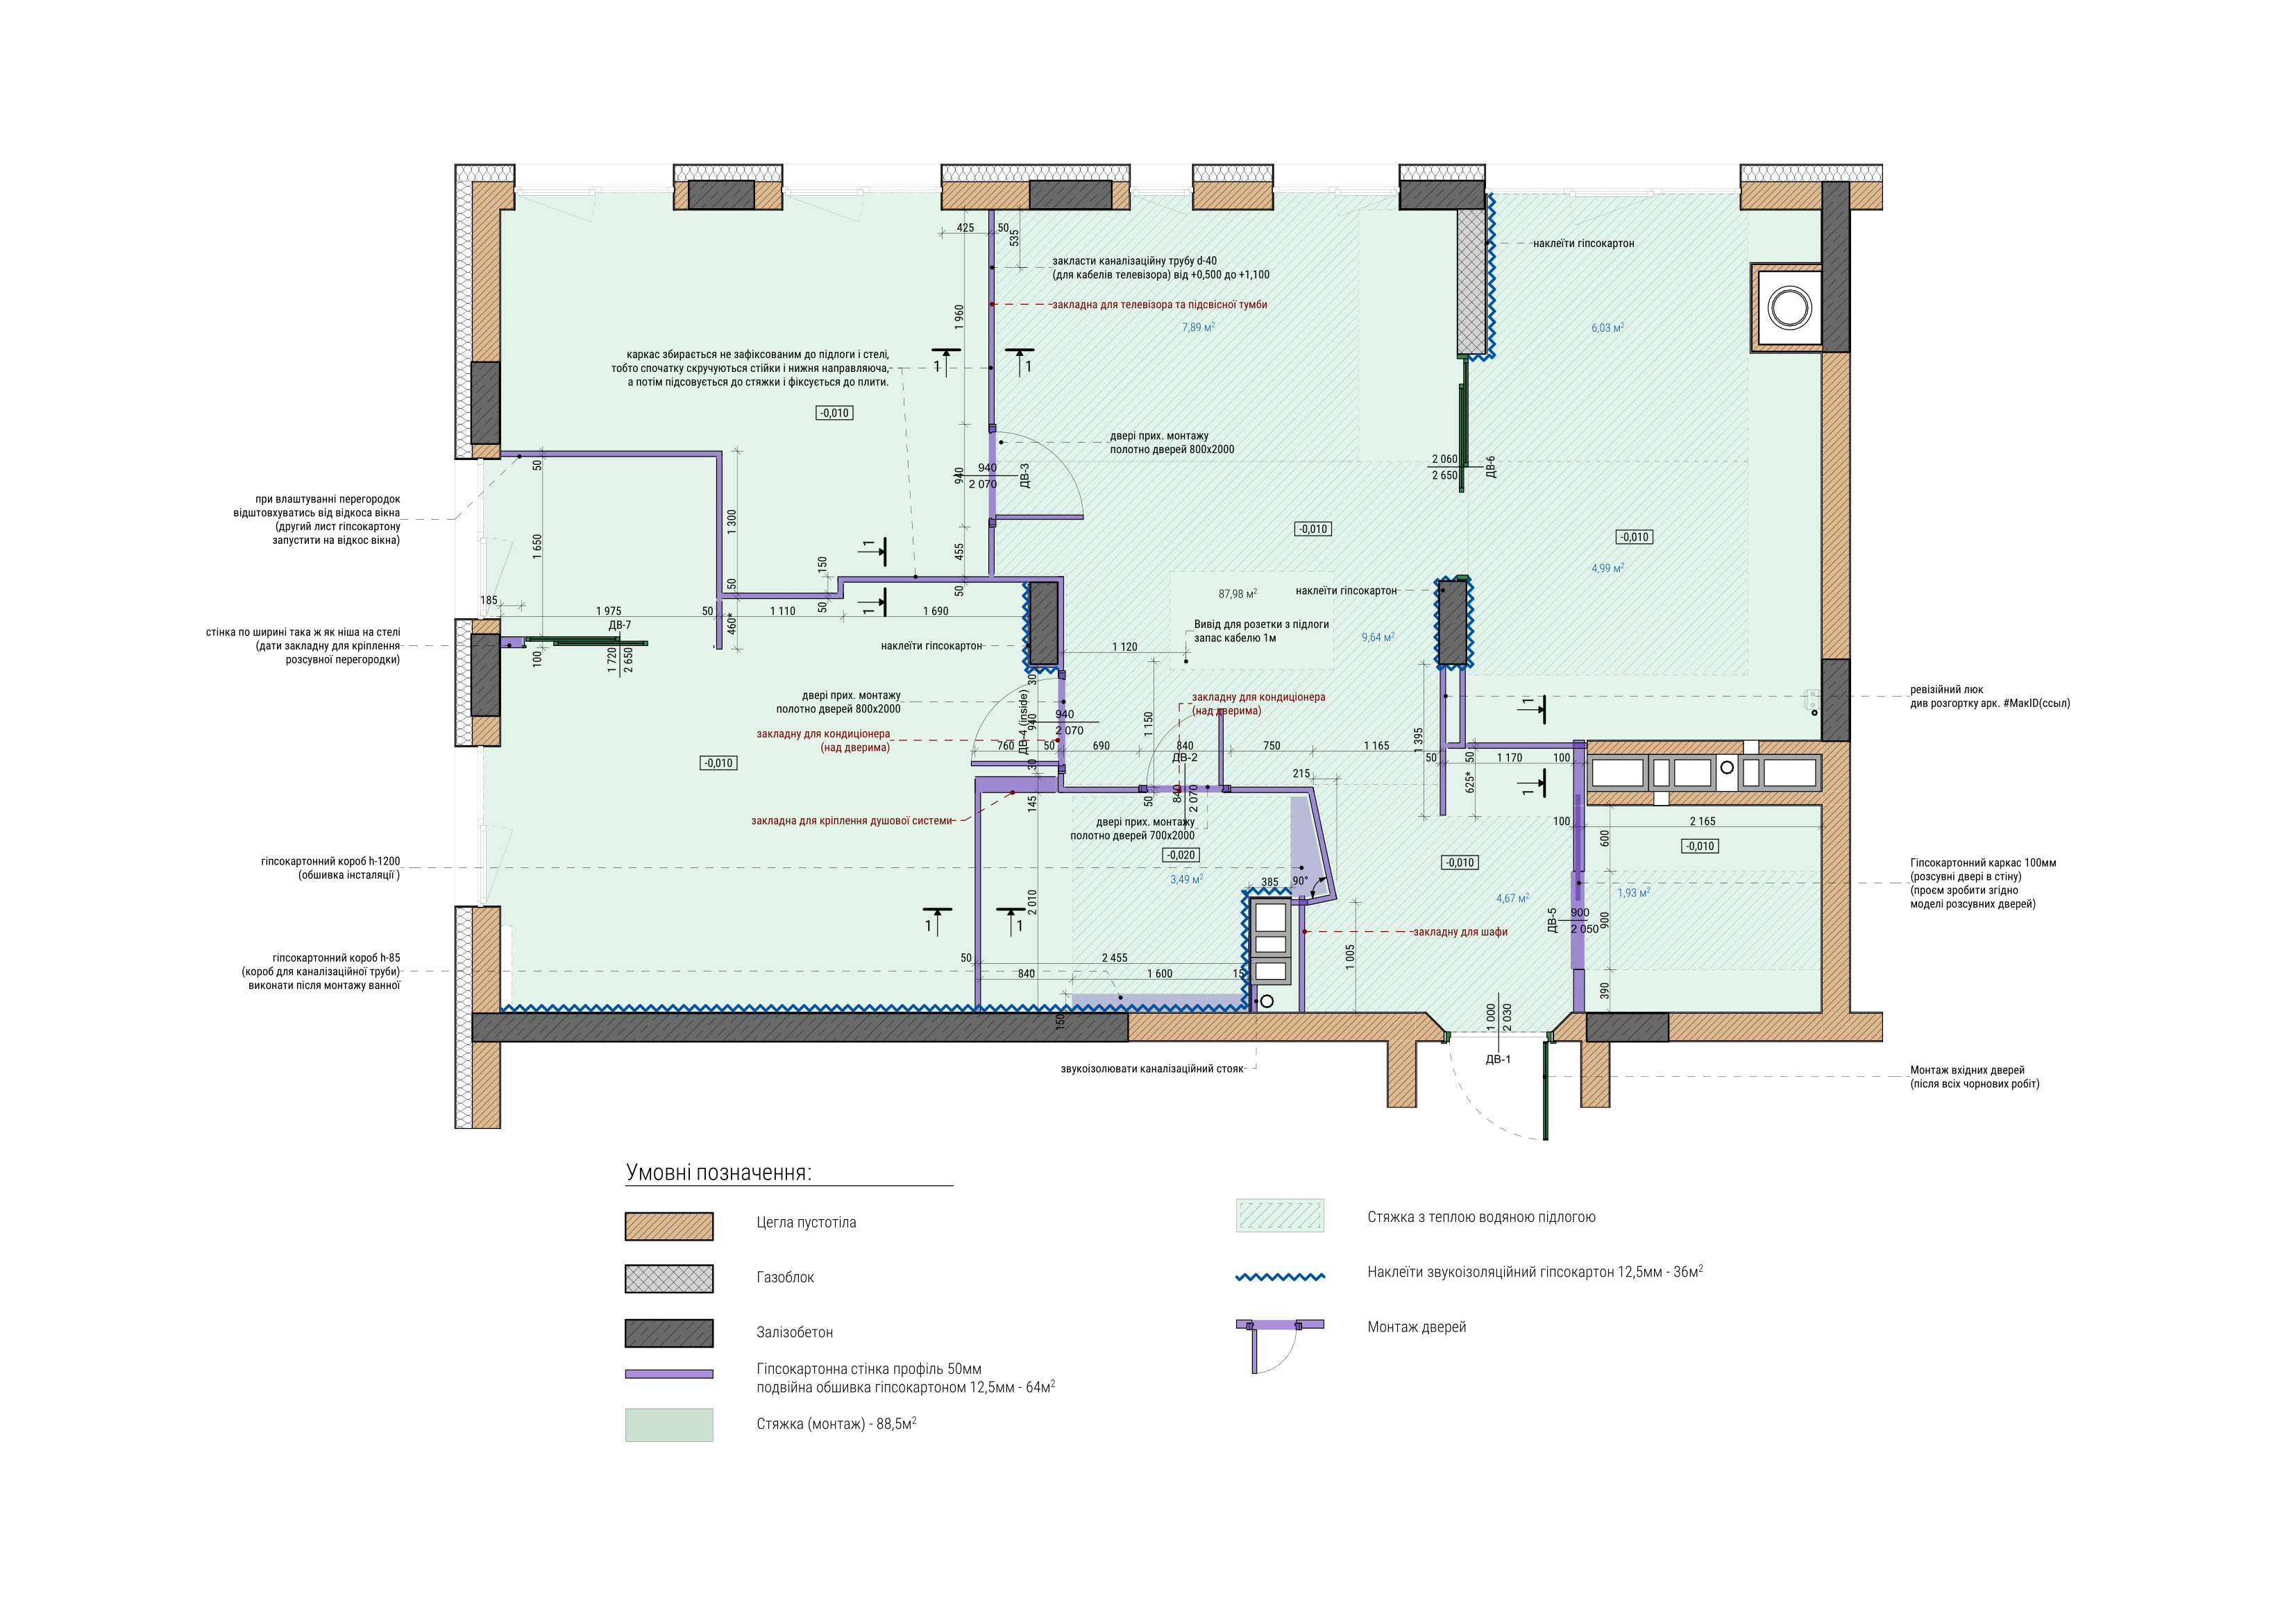 425
50
535
наклеїти гіпсокартон
закласти каналізаційну трубу d-40
(для кабелів телевізора) від +0,500 до +1,100
закладна для телевізора та підсвісної тумби
1 960
7,89 м²
6,03 м²
каркас збирається не зафіксованим до підлоги і стелі,
тобто спочатку скручуються стійки і нижня направляюча,
а потім підсовується до стяжки і фіксується до плити.
1
1
-0,010
двері прих. монтажу
полотно дверей 800х2000
940
940
2 070
ДВ-3
2 060
2 650
ДВ-6
50
при влаштуванні перегородок
відштовхуватись від відкоса вікна
(другий лист гіпсокартону
запустити на відкос вікна)
1 300
1 650
-0,010
-0,010
1
455
150
4,99 м²
50
50
50
87,98 м²
наклеїти гіпсокартон
185
1 975
50
1 110
1
1 690
460*
ДВ-7
Вивід для розетки з підлоги
запас кабелю 1м
9,64 м²
стінка по ширині така ж як ніша на стелі
(дати закладну для кріплення
розсувної перегородки)
100
1 720
2 650
наклеїти гіпсокартон
1 120
30
двері прих. монтажу
полотно дверей 800х2000
закладну для кондиціонера
(над дверима)
ревізійний люк
див розгортку арк. #МакID(ссыл)
1
ДВ-4 (inside)
940
940
2 070
1 150
1 395
закладну для кондиціонера
(над дверима)
760
50
690
840
750
1 165
ДВ-2
50
50
1 170
100
-0,010
30
215
625*
1
145
50
840
2 070
закладна для кріплення душової системи
двері прих. монтажу
полотно дверей 700х2000
100
2 165
600
-0,010
-0,020
-0,010
гіпсокартонний короб h-1200
(обшивка інсталяції )
3,49 м²
385
90°
4,67 м²
1,93 м²
Гіпсокартонний каркас 100мм
(розсувні двері в стіну)
(проєм зробити згідно
моделі розсувних дверей)
2 010
1
1
ДВ-5
900
2 050
900
закладну для шафи
гіпсокартонний короб h-85
(короб для каналізаційної труби)
виконати після монтажу ванної
50
2 455
840
1 600
15
1 005
390
150
1 000
2 030
ДВ-1
звукоізолювати каналізаційний стояк
Монтаж вхідних дверей
(після всіх чорнових робіт)
Умовні позначення:
Цегла пустотіла
Газоблок
Залізобетон
Гіпсокартонна стінка профіль 50мм
подвійна обшивка гіпсокартоном 12,5мм - 64м²
Стяжка (монтаж) - 88,5м²
Стяжка з теплою водяною підлогою
Наклеїти звукоізоляційний гіпсокартон 12,5мм - 36м²
Монтаж дверей